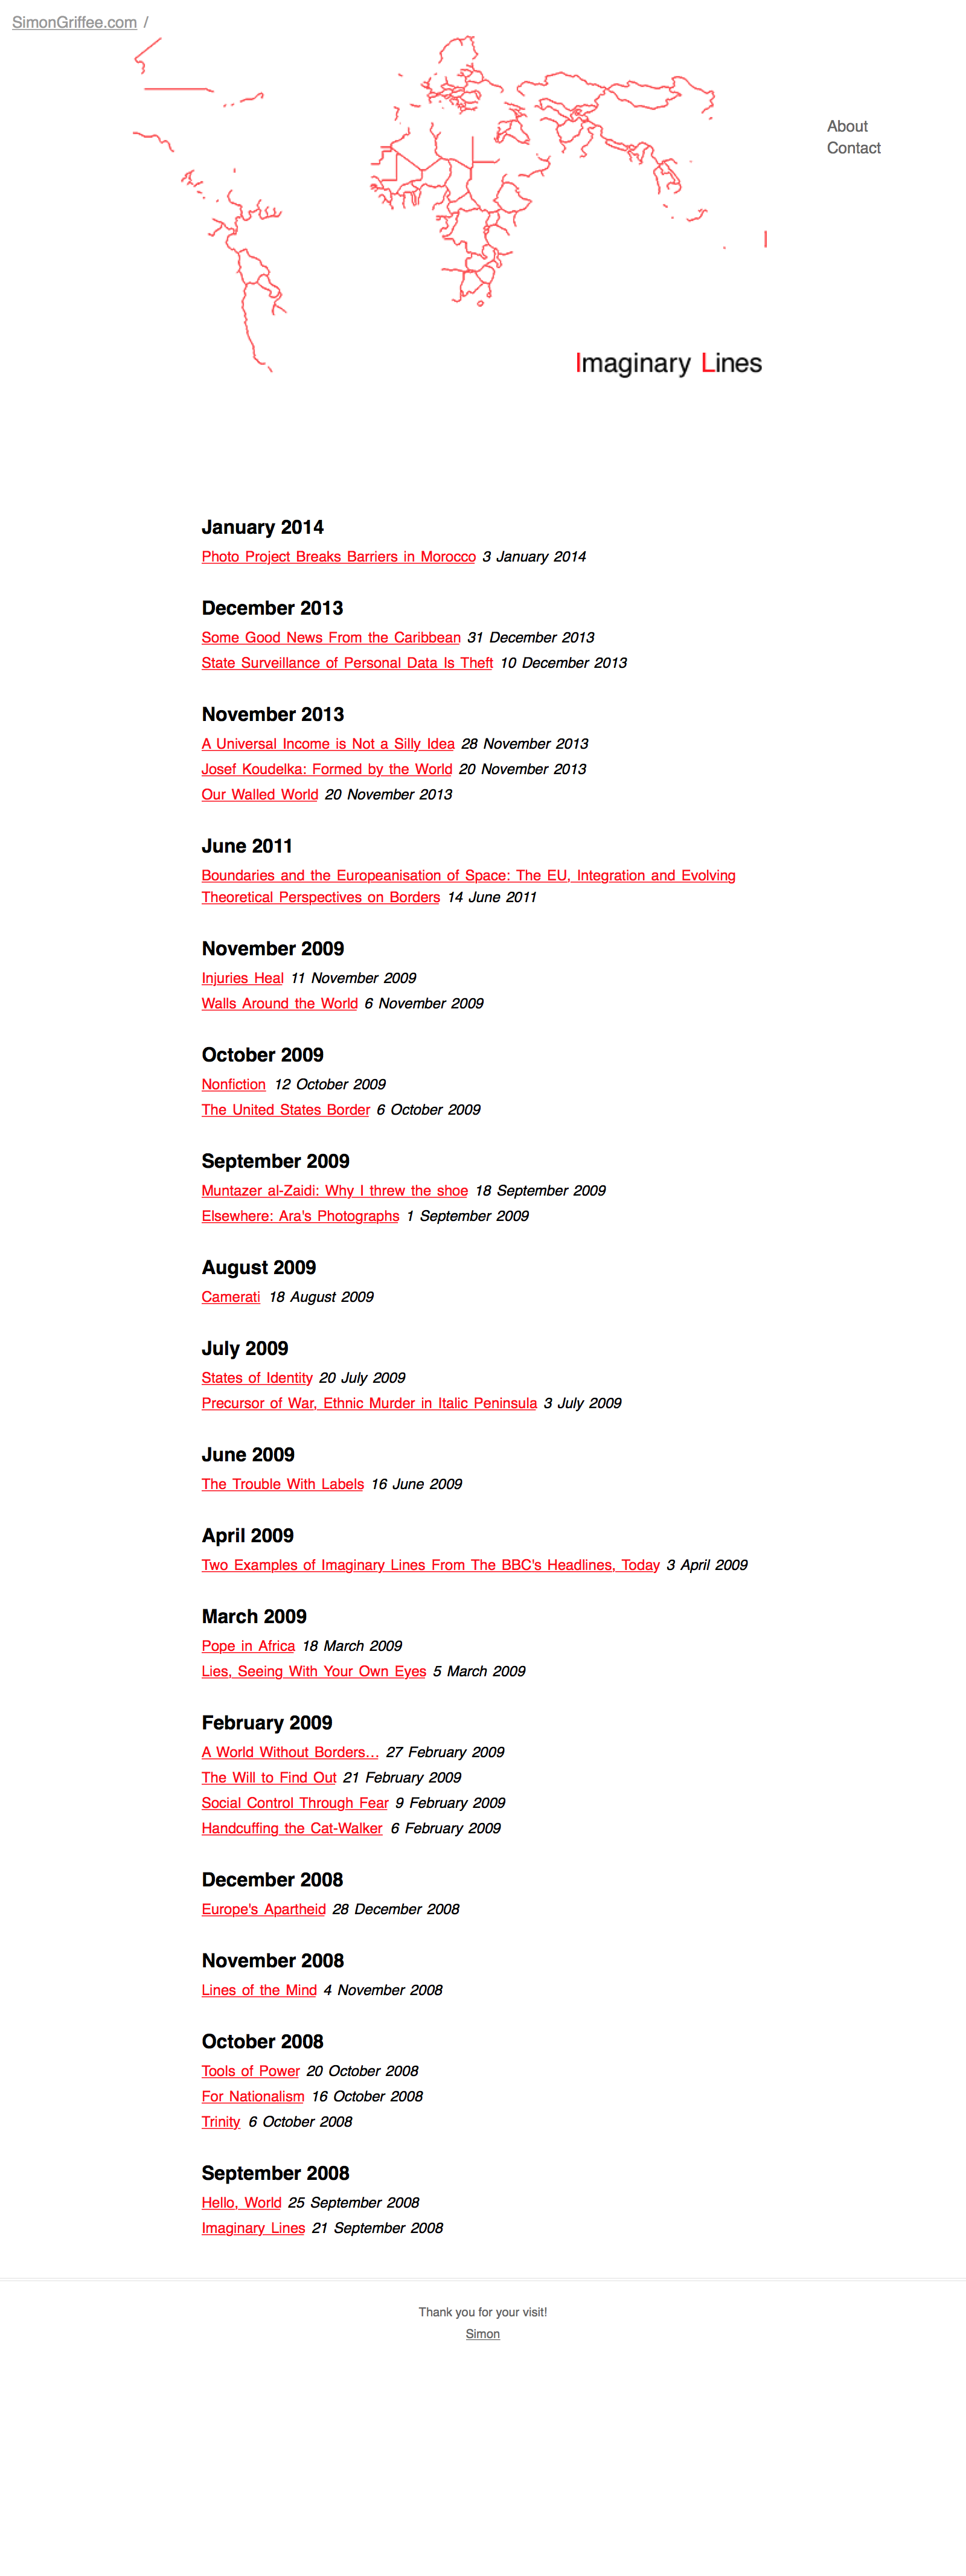 SimonGriffee.com /
About
Contact
Imaginary Lines
January 2014
Photo Project Breaks Barriers in Morocco 3 January 2014
December 2013
Some Good News From the Caribbean 31 December 2013
State Surveillance of Personal Data Is Theft 10 December 2013
November 2013
A Universal Income is Not a Silly Idea 28 November 2013
Josef Koudelka: Formed by the World 20 November 2013
Our Walled World 20 November 2013
June 2011
Boundaries and the Europeanisation of Space: The EU, Integration and Evolving
Theoretical Perspectives on Borders 14 June 2011
November 2009
Injuries Heal 11 November 2009
Walls Around the World 6 November 2009
October 2009
Nonfiction 12 October 2009
The United States Border 6 October 2009
September 2009
Muntazer al-Zaidi: Why I threw the shoe 18 September 2009
Elsewhere: Ara's Photographs 1 September 2009
August 2009
Camerati 18 August 2009
July 2009
States of Identity 20 July 2009
Precursor of War, Ethnic Murder in Italic Peninsula 3 July 2009
June 2009
The Trouble With Labels 16 June 2009
April 2009
Two Examples of Imaginary Lines From The BBC's Headlines, Today 3 April 2009
March 2009
Pope in Africa 18 March 2009
Lies, Seeing With Your Own Eyes 5 March 2009
February 2009
A World Without Borders… 27 February 2009
The Will to Find Out 21 February 2009
Social Control Through Fear 9 February 2009
Handcuffing the Cat-Walker 6 February 2009
December 2008
Europe's Apartheid 28 December 2008
November 2008
Lines of the Mind 4 November 2008
October 2008
Tools of Power 20 October 2008
For Nationalism 16 October 2008
Trinity 6 October 2008
September 2008
Hello, World 25 September 2008
Imaginary Lines 21 September 2008
Thank you for your visit!
Simon